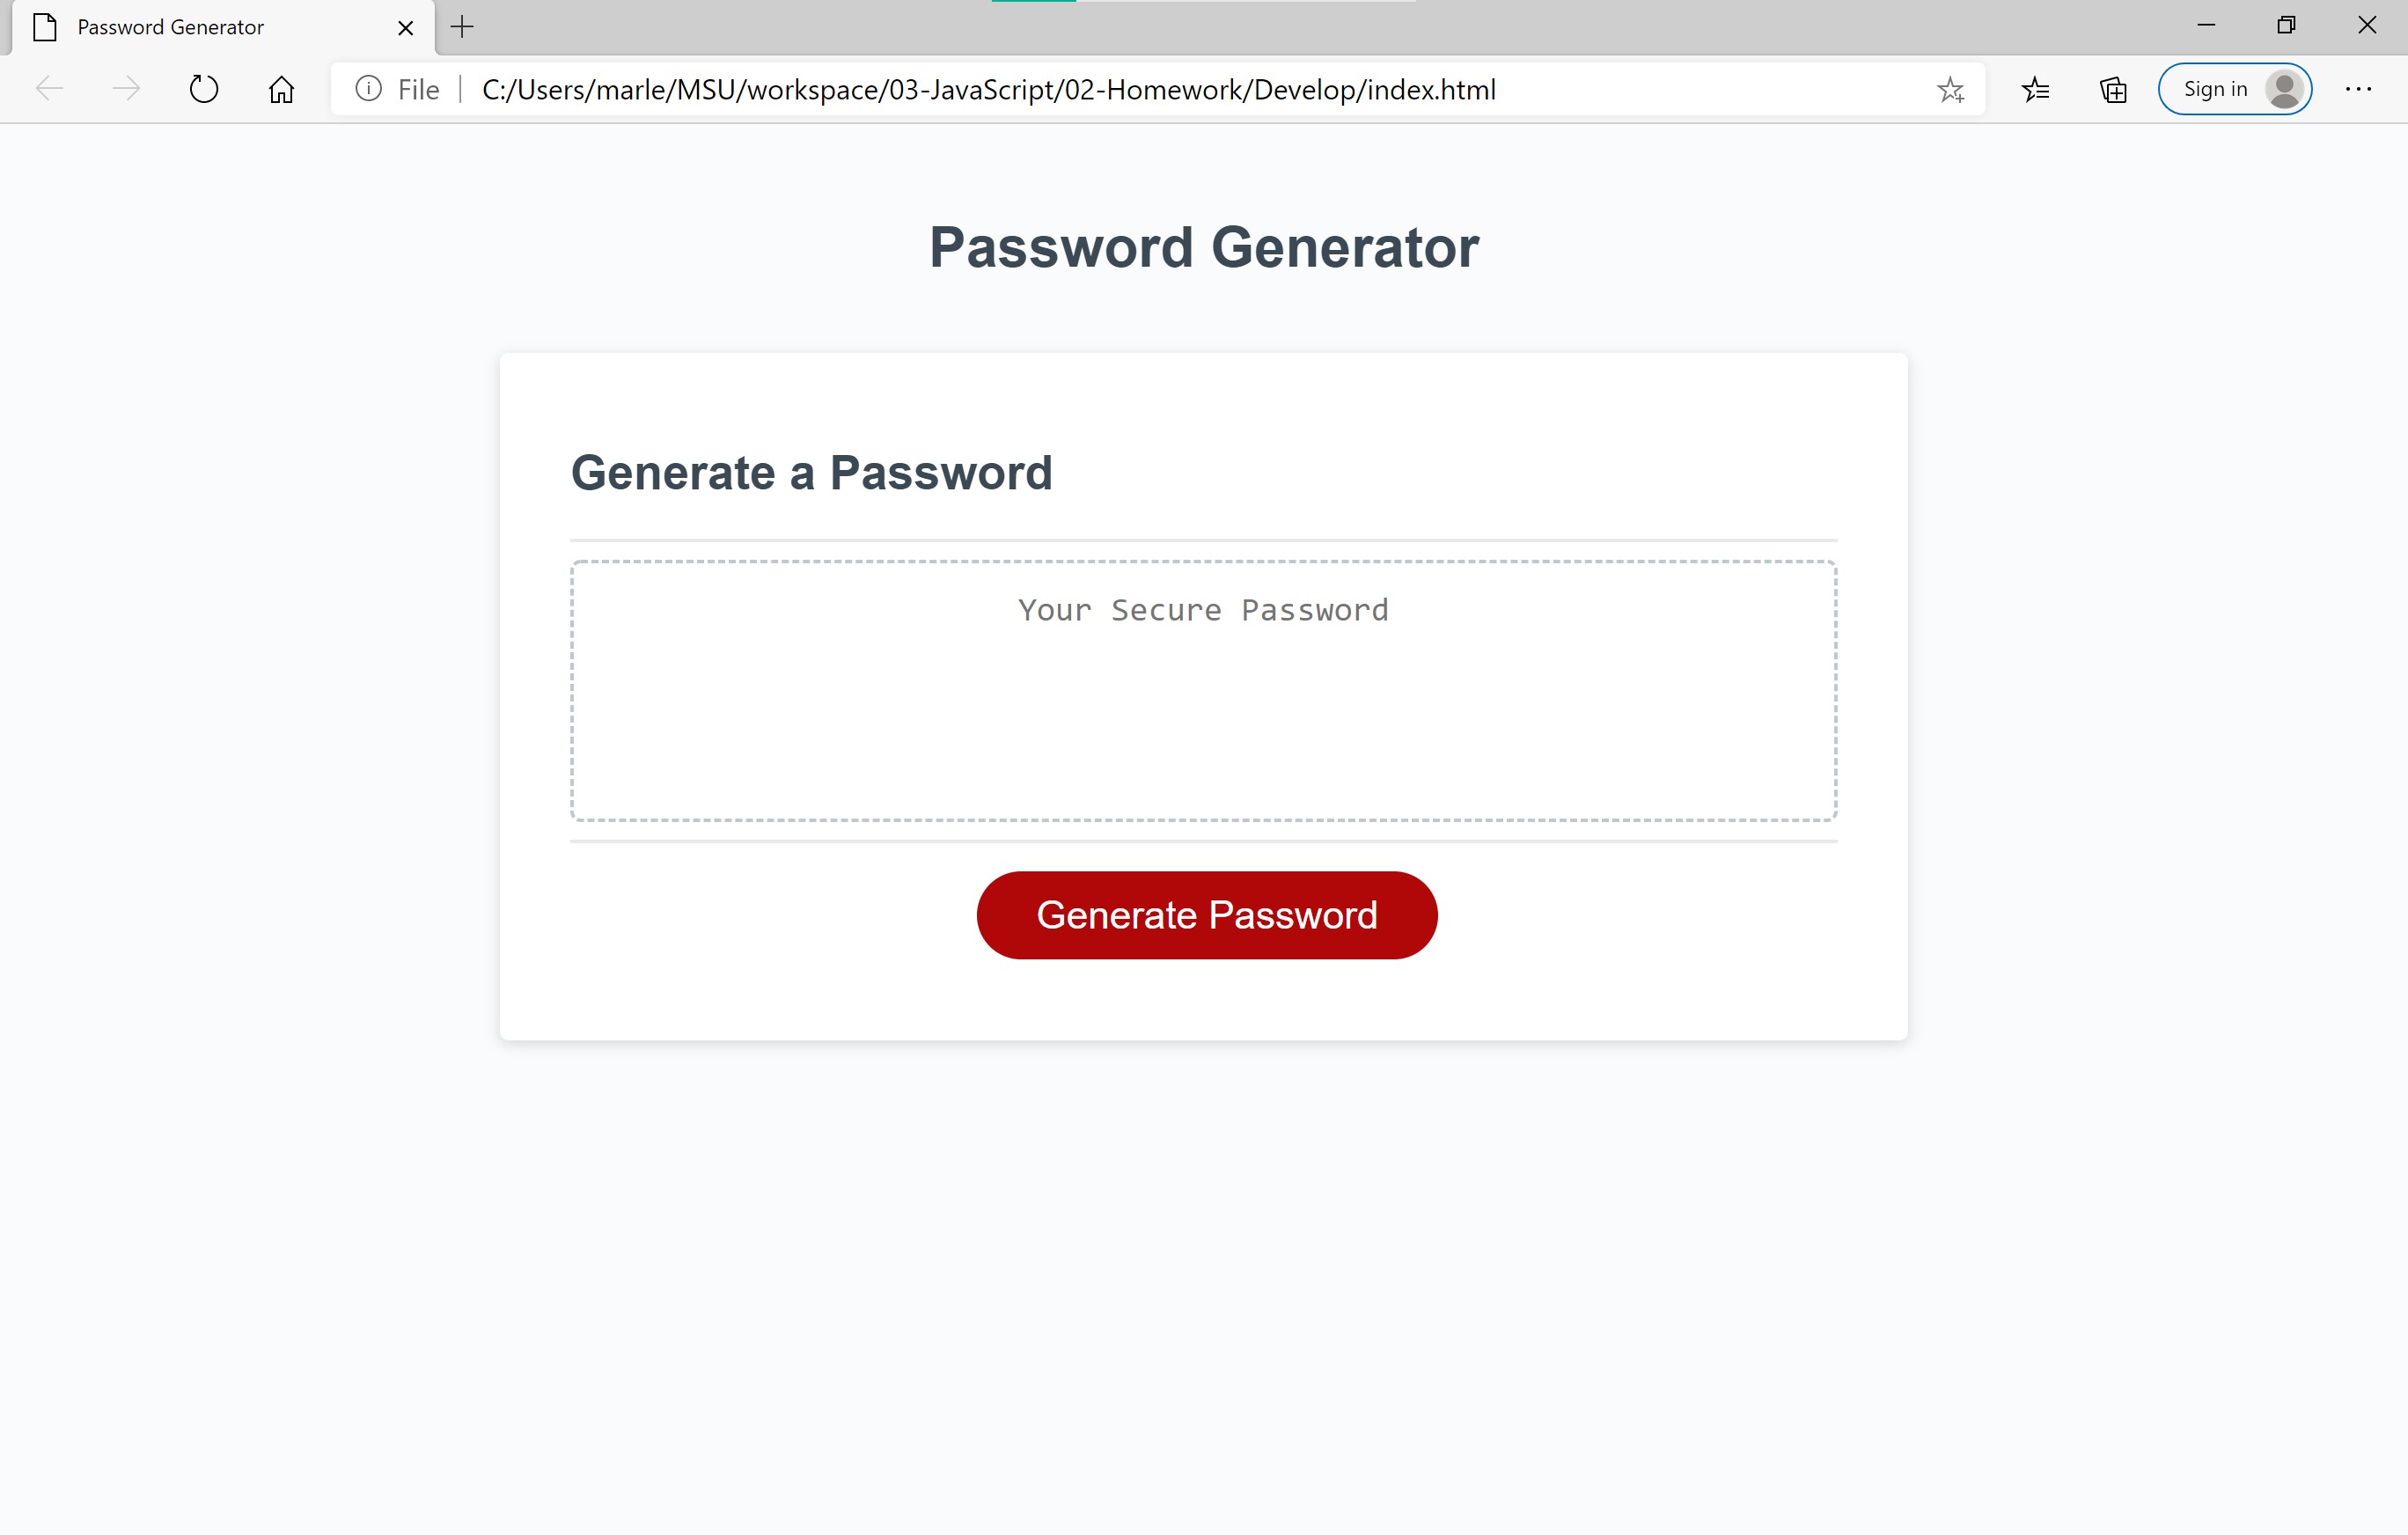 Password Generator
File
C:/Users/marle/MSU/workspace/03-JavaScript/02-Homework/Develop/index.html
Sign in
Password Generator
Generate a Password
Your Secure Password
Generate Password